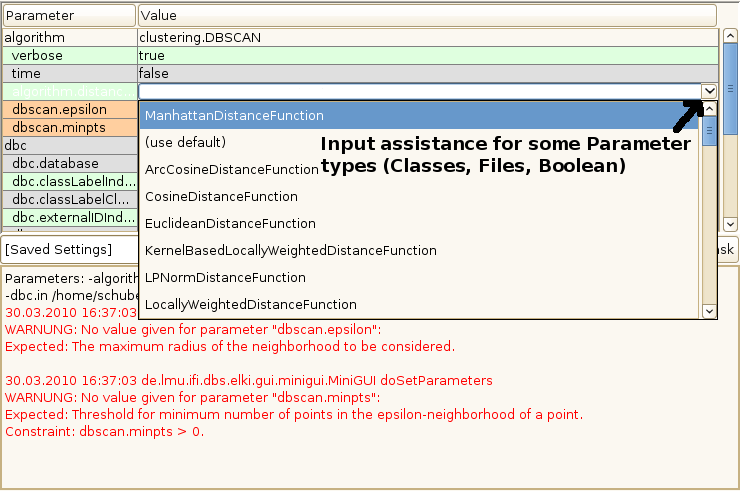 Parameter Value
algorithm clustering.DBSCAN
verbose true
time false
algorithm.distanc...
dbscan.epsilon
dbscan.minpts
dbc
dbc.database
dbc.classLabelInd...
dbc.classLabelCl...
dbc.externalIDInd...
ManhattanDistanceFunction
(use default)
ArcCosineDistanceFunction
CosineDistanceFunction
EuclideanDistanceFunction
KernelBasedLocallyWeightedDistanceFunction
LPNormDistanceFunction
LocallyWeightedDistanceFunction
Input assistance for some Parameter
types (Classes, Files, Boolean)
[Saved Settings]
Parameters: -algorith
-dbc.in /home/schube
30.03.2010 16:37:03
WARNUNG: No value given for parameter "dbscan.epsilon":
Expected: The maximum radius of the neighborhood to be considered.
30.03.2010 16:37:03 de.lmu.ifi.dbs.elki.gui.minigui.MiniGUI doSetParameters
WARNUNG: No value given for parameter "dbscan.minpts":
Expected: Threshold for minimum number of points in the epsilon-neighborhood of a point.
Constraint: dbscan.minpts > 0.